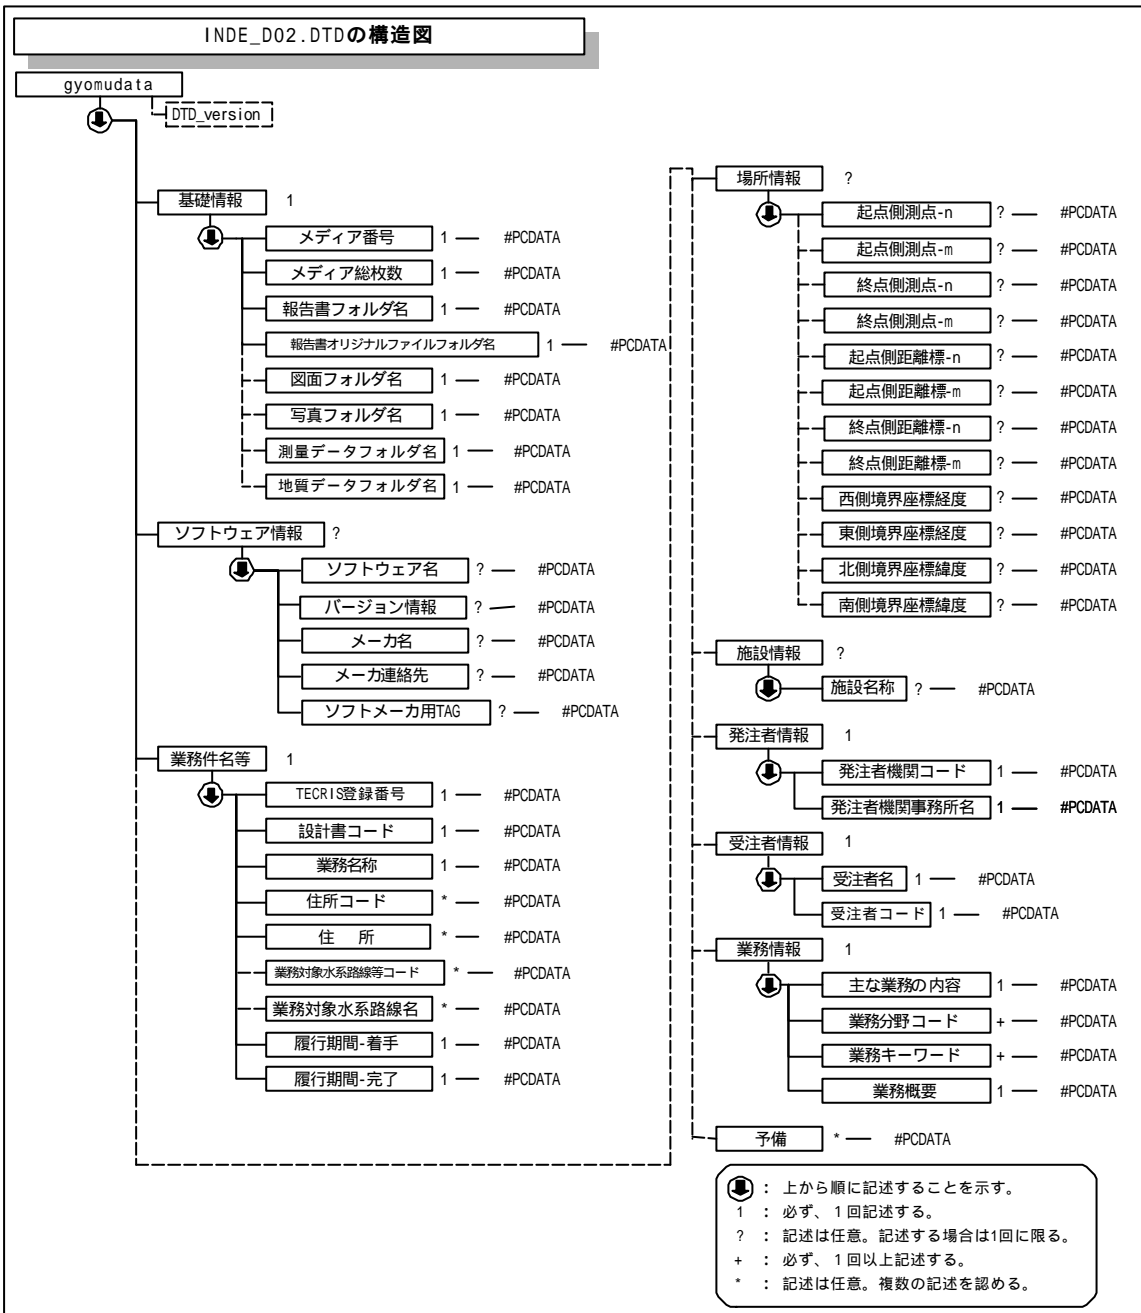 INDE_D02.DTDの構造図
gyomudata
DTD_version
基礎情報 1
メディア番号 1 #PCDATA
メディア総枚数 1 #PCDATA
報告書フォルダ名 1 #PCDATA
報告書オリジナルファイルフォルダ名 1 #PCDATA
図面フォルダ名 1 #PCDATA
写真フォルダ名 1 #PCDATA
測量データフォルダ名 1 #PCDATA
地質データフォルダ名 1 #PCDATA
ソフトウェア情報 ?
ソフトウェア名 ? #PCDATA
バージョン情報 ? #PCDATA
メーカ名 ? #PCDATA
メーカ連絡先 ? #PCDATA
ソフトメーカ用TAG ? #PCDATA
業務件名等 1
TECRIS登録番号 1 #PCDATA
設計書コード 1 #PCDATA
業務名称 1 #PCDATA
住所コード * #PCDATA
住 所 * #PCDATA
業務対象水系路線等コード * #PCDATA
業務対象水系路線名 * #PCDATA
履行期間-着手 1 #PCDATA
履行期間-完了 1 #PCDATA
場所情報 ?
起点側測点-n ? #PCDATA
起点側測点-m ? #PCDATA
終点側測点-n ? #PCDATA
終点側測点-m ? #PCDATA
起点側距離標-n ? #PCDATA
起点側距離標-m ? #PCDATA
終点側距離標-n ? #PCDATA
終点側距離標-m ? #PCDATA
西側境界座標経度 ? #PCDATA
東側境界座標経度 ? #PCDATA
北側境界座標緯度 ? #PCDATA
南側境界座標緯度 ? #PCDATA
施設情報 ?
施設名称 ? #PCDATA
発注者情報 1
発注者機関コード 1 #PCDATA
発注者機関事務所名 1 #PCDATA
受注者情報 1
受注者名 1 #PCDATA
受注者コード 1 #PCDATA
業務情報 1
主な業務の内容 1 #PCDATA
業務分野コード + #PCDATA
業務キーワード + #PCDATA
業務概要 1 #PCDATA
予備 * #PCDATA
: 上から順に記述することを示す。
1 : 必ず、1回記述する。
? : 記述は任意。記述する場合は1回に限る。
+ : 必ず、1回以上記述する。
* : 記述は任意。複数の記述を認める。